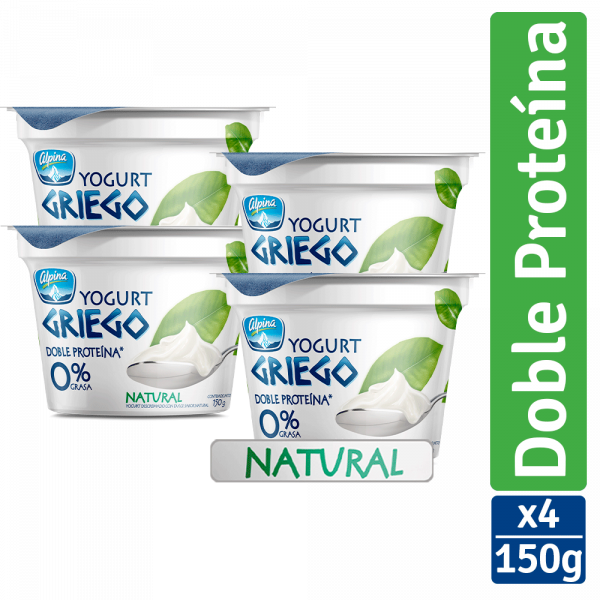 alpina
YOGURT
GRIEGO
alpina
YOGURT
GRIEGO
alpina
YOGURT
GRIEGO
DOBLE PROTEÍNA*
0%
GRASA
NATURAL
150g
alpina
YOGURT
GRIEGO
DOBLE PROTEÍNA*
0%
GRASA
NATURAL
Doble Proteína
x4
150g